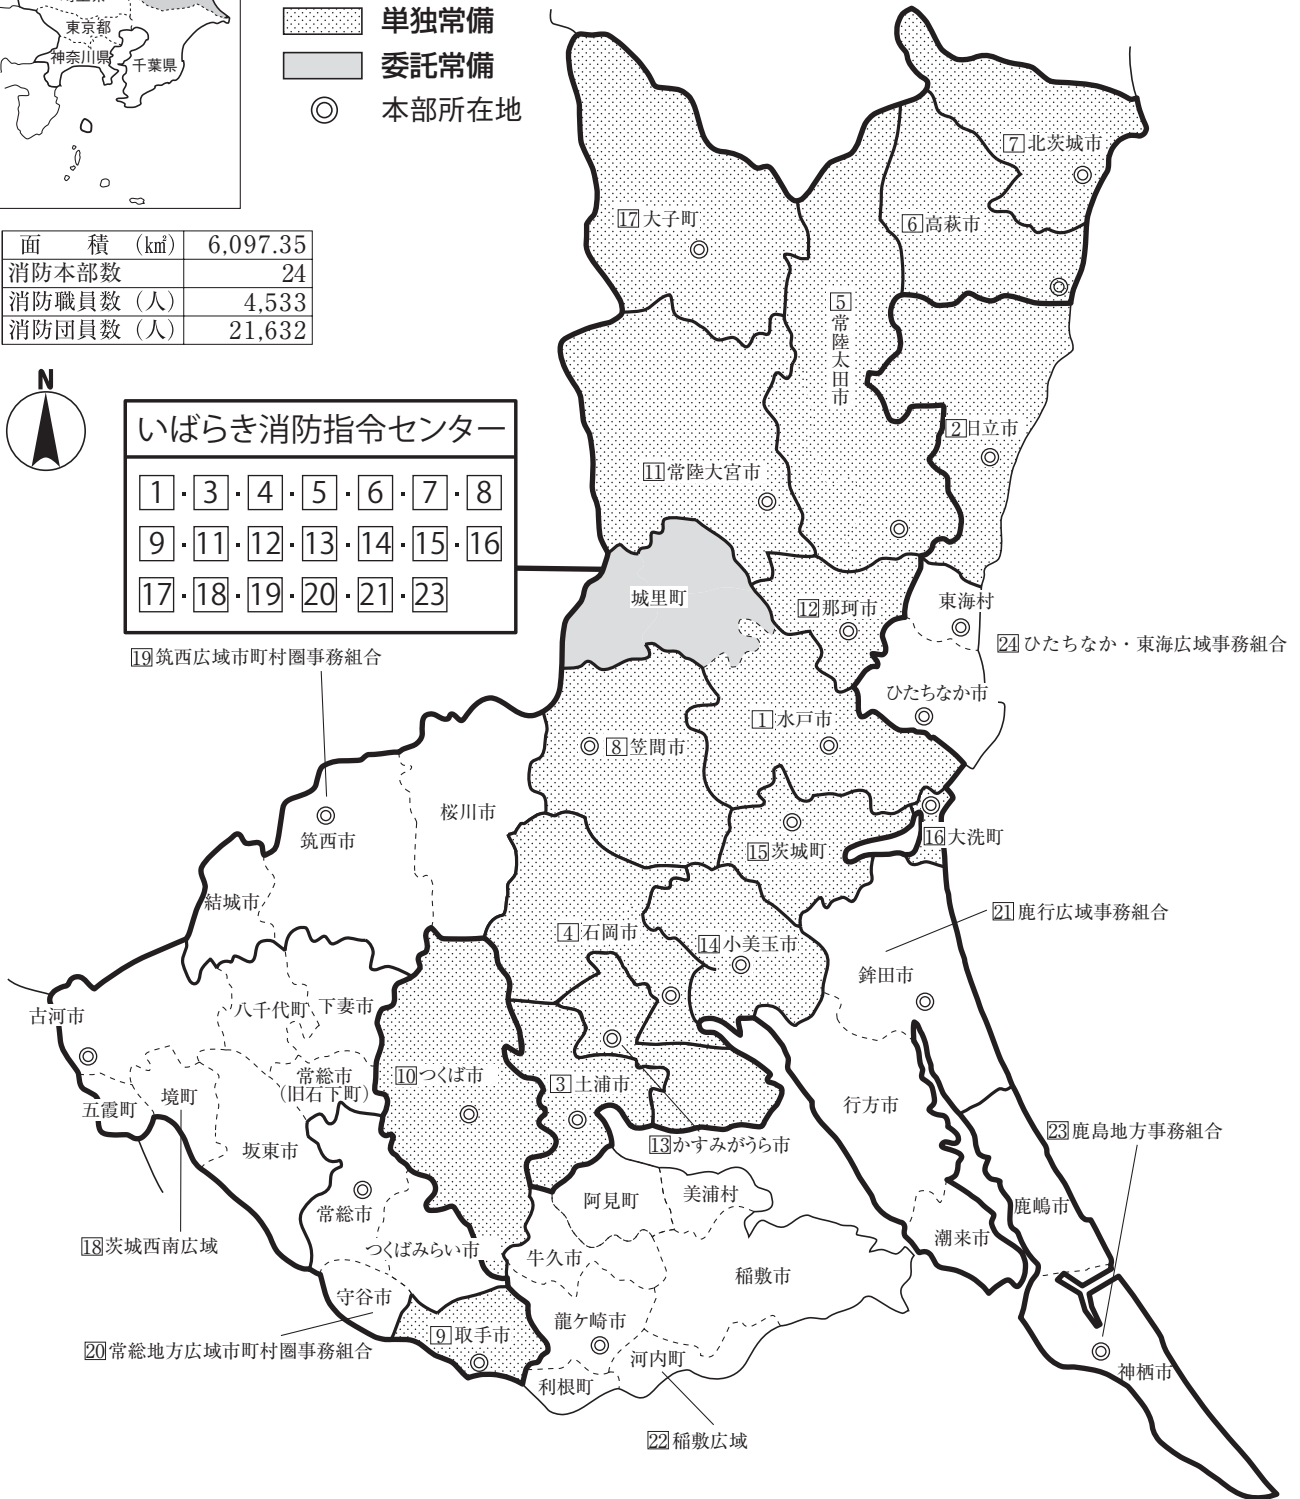 東京都
神奈川県
千葉県
単独常備
委託常備
◎ 本部所在地
面 積 (㎢) 6,097.35
消防本部数 24
消防職員数(人) 4,533
消防団員数(人) 21,632
N
いばらき消防指令センター
1・3・4・5・6・7・8
9・11・12・13・14・15・16
17・18・19・20・21・23
7 北茨城市
17 大子町
6 高萩市
5 常陸太田市
2 日立市
11 常陸大宮市
城里町
12 那珂市
東海村
24 ひたちなか・東海広域事務組合
19 筑西広域市町村圏事務組合
ひたちなか市
1 水戸市
8 笠間市
桜川市
筑西市
16 大洗町
15 茨城町
結城市
21 鹿行広域事務組合
4 石岡市
14 小美玉市
鉾田市
古河市
八千代町
下妻市
常総市
(旧石下町)
10 つくば市
3 土浦市
境町
五霞町
行方市
23 鹿島地方事務組合
13 かすみがうら市
坂東市
阿見町
美浦村
鹿嶋市
常総市
潮来市
18 茨城西南広域
つくばみらい市
牛久市
稲敷市
守谷市
龍ケ崎市
9 取手市
20 常総地方広域市町村圏事務組合
河内町
神栖市
利根町
22 稲敷広域